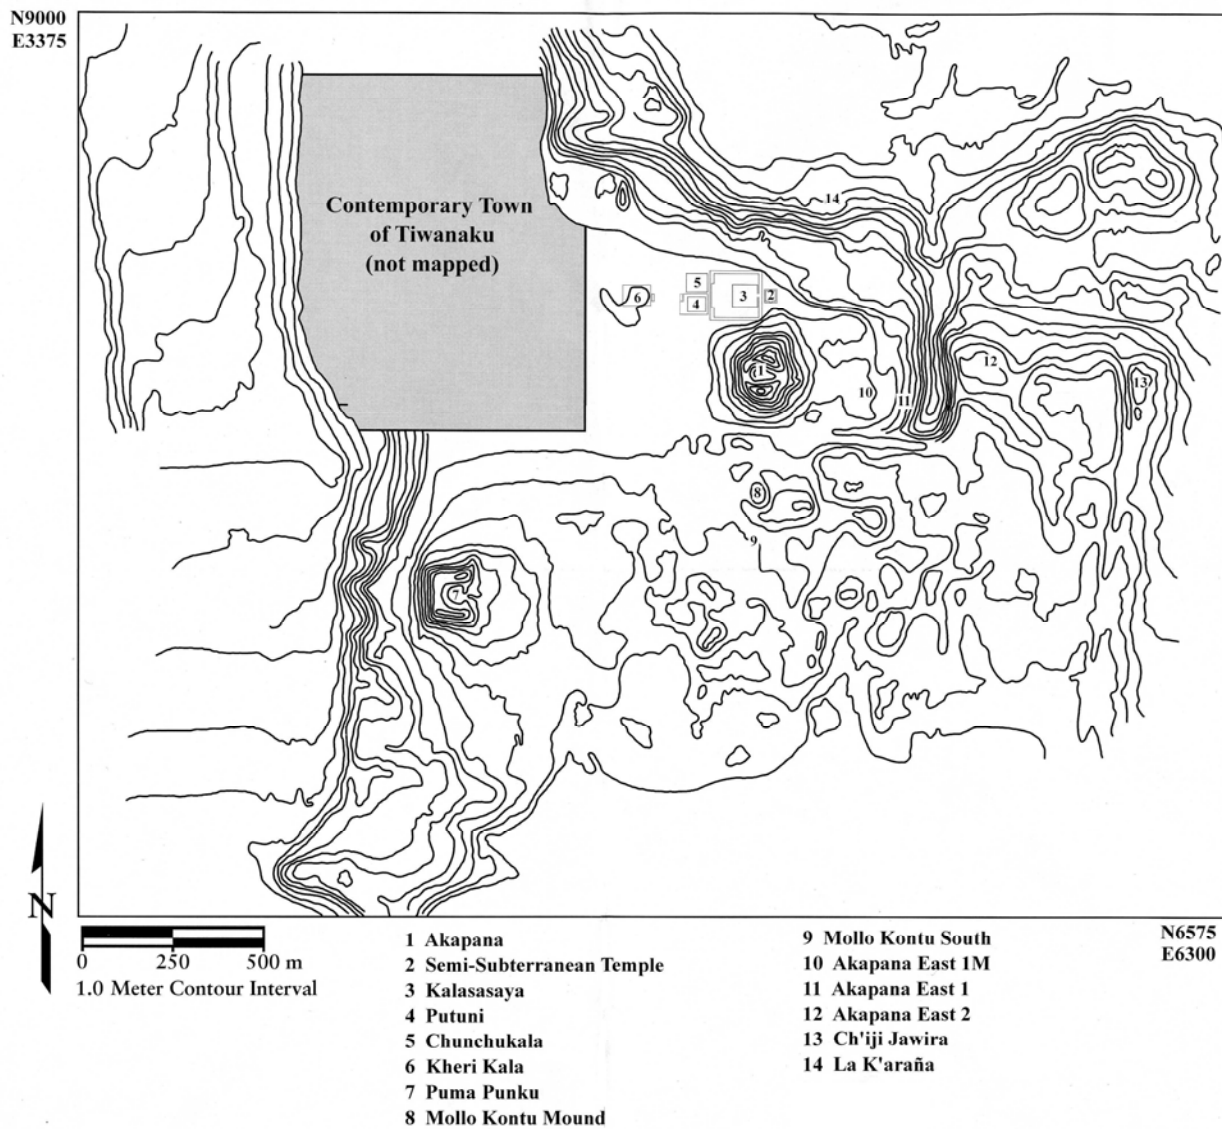 N9000
E3375
Contemporary Town
of Tiwanaku
(not mapped)
14
5
6
4
3
2
1
10
11
12
13
8
9
7
N
0 250 500 m
1.0 Meter Contour Interval
1 Akapana
2 Semi-Subterranean Temple
3 Kalasasaya
4 Putuni
5 Chunchukala
6 Kheri Kala
7 Puma Punku
8 Mollo Kontu Mound
9 Mollo Kontu South
10 Akapana East 1M
11 Akapana East 1
12 Akapana East 2
13 Ch'iji Jawira
14 La K'araña
N6575
E6300